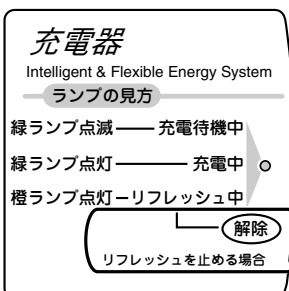 充電器
Intelligent & Flexible Energy System
ランプの見方
緑ランプ点滅 ── 充電待機中
緑ランプ点灯 ─── 充電中
橙ランプ点灯 − リフレッシュ中
解除
リフレッシュを止める場合